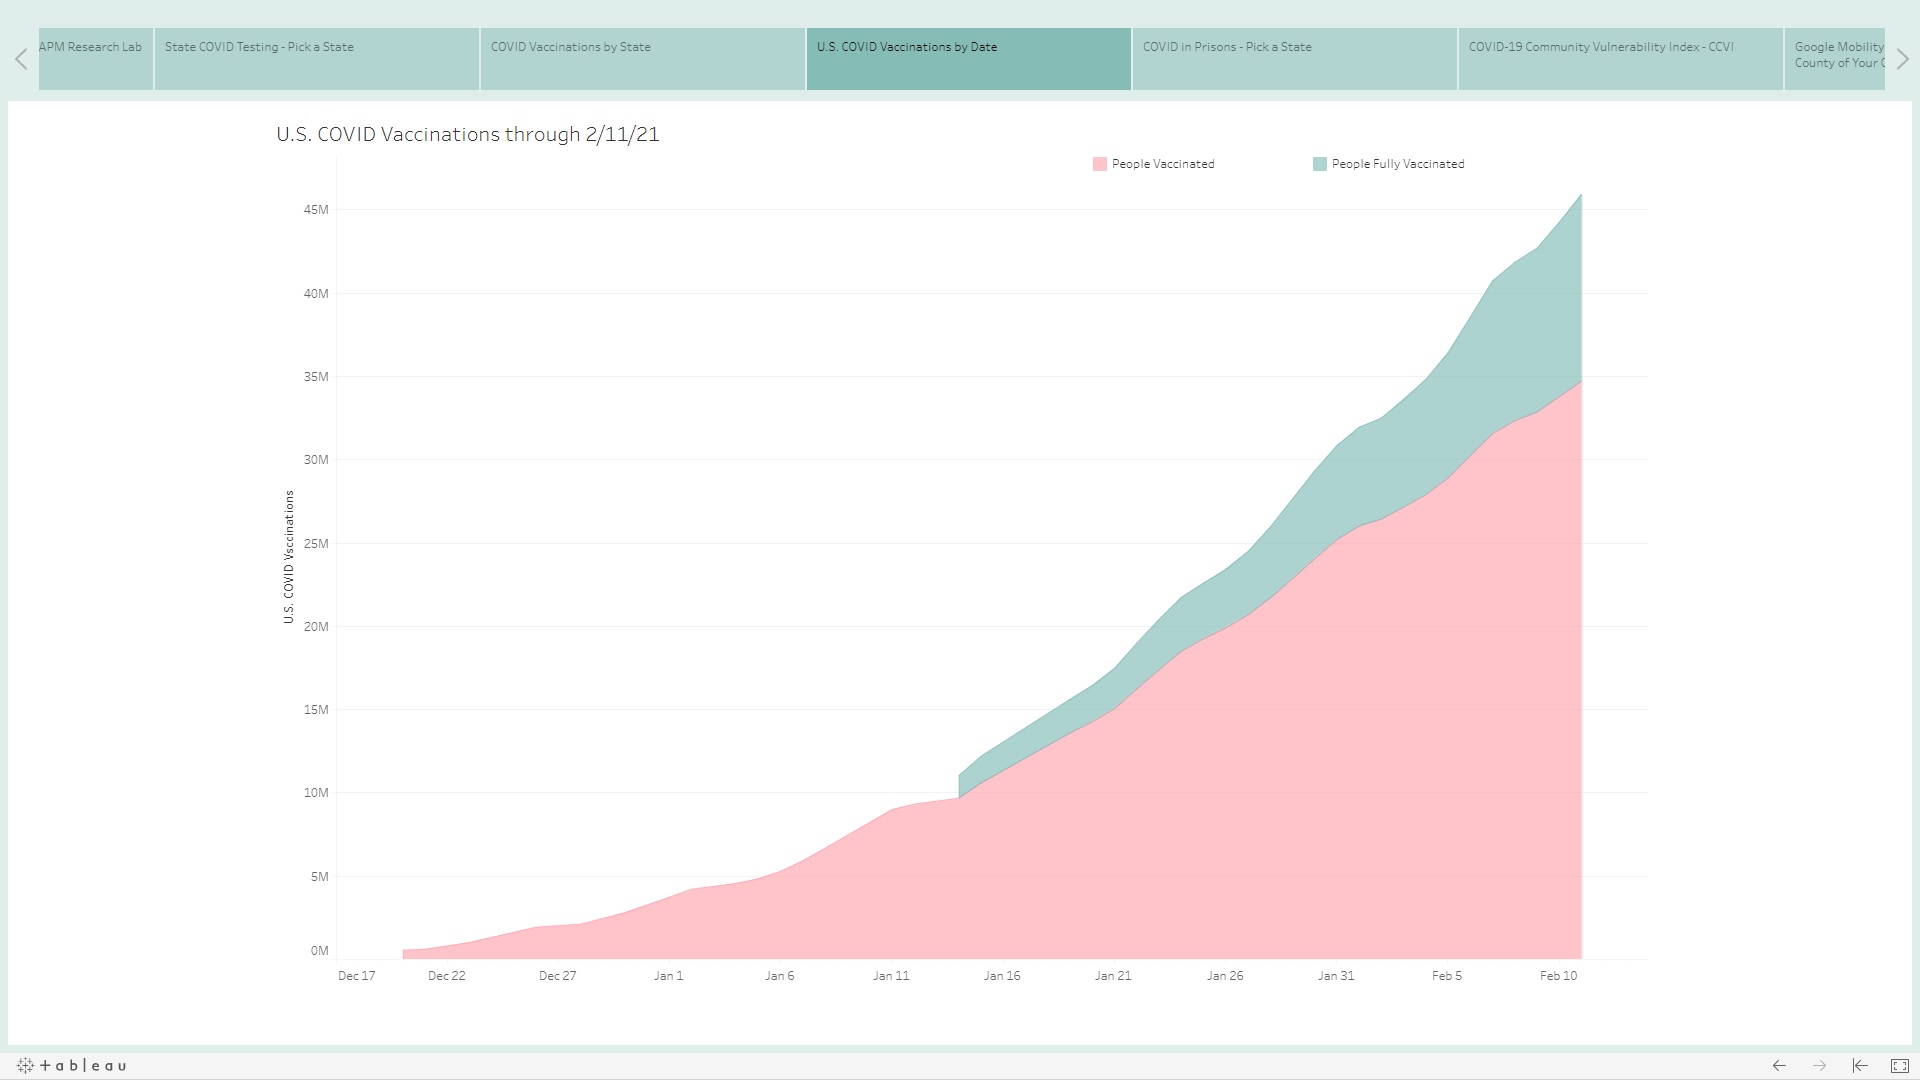 APM Research Lab
State COVID Testing - Pick a State
COVID Vaccinations by State
U.S. COVID Vaccinations by Date
COVID in Prisons - Pick a State
COVID-19 Community Vulnerability Index - CCVI
Google Mobility
County of Your
U.S. COVID Vaccinations through 2/11/21
People Vaccinated
People Fully Vaccinated
45M
40M
35M
30M
25M
20M
15M
10M
5M
0M
U.S. COVID Vsccinations
Dec 17
Dec 22
Dec 27
Jan 1
Jan 6
Jan 11
Jan 16
Jan 21
Jan 26
Jan 31
Feb 5
Feb 10
+ableau